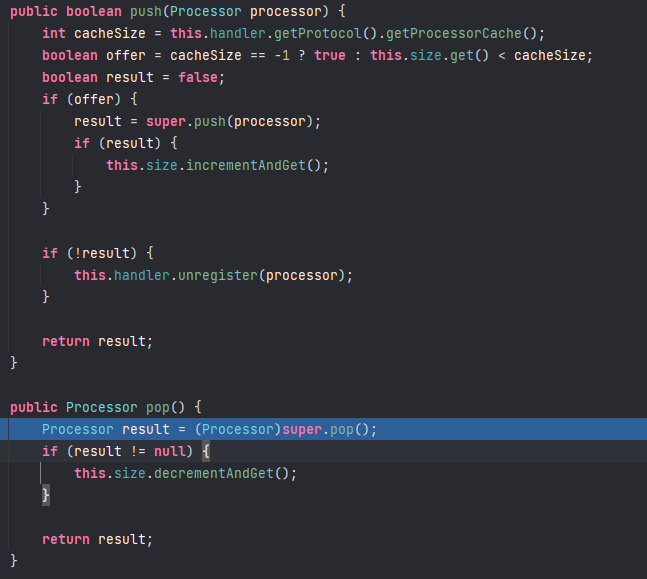 public boolean push(Processor processor) {
    int cacheSize = this.handler.getProtocol().getProcessorCache();
    boolean offer = cacheSize == -1 ? true : this.size.get() < cacheSize;
    boolean result = false;
    if (offer) {
        result = super.push(processor);
        if (result) {
            this.size.incrementAndGet();
        }
    }

    if (!result) {
        this.handler.unregister(processor);
    }

    return result;
}

public Processor pop() {
    Processor result = (Processor)super.pop();
    if (result != null) {
        this.size.decrementAndGet();
    }

    return result;
}